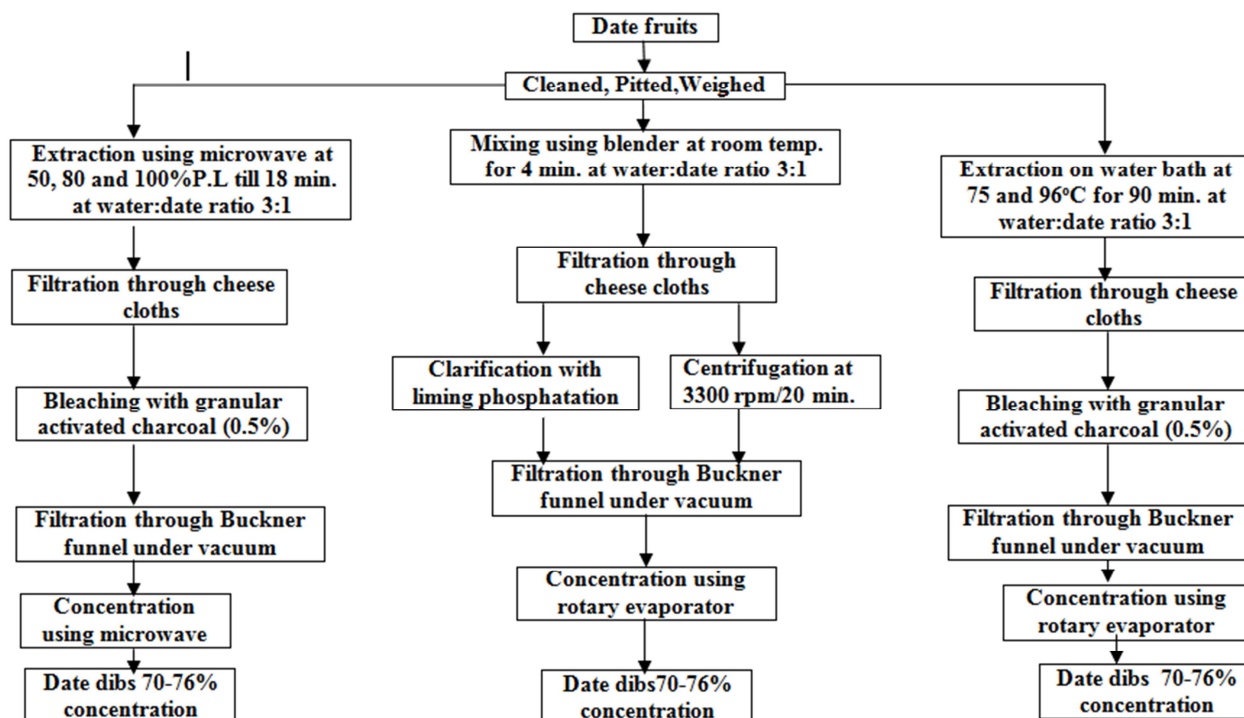 Date fruits
Cleaned, Pitted,Weighed
Extraction using microwave at
50, 80 and 100%P.L till 18 min.
at water:date ratio 3:1
Filtration through cheese
cloths
Bleaching with granular
activated charcoal (0.5%)
Filtration through Buckner
funnel under vacuum
Concentration
using microwave
Date dibs 70-76%
concentration
Mixing using blender at room temp.
for 4 min. at water:date ratio 3:1
Filtration through
cheese cloths
Clarification with
liming phosphatation
Centrifugation at
3300 rpm/20 min.
Filtration through Buckner
funnel under vacuum
Concentration using
rotary evaporator
Date dibs70-76%
concentration
Extraction on water bath at
75 and 96°C for 90 min. at
water:date ratio 3:1
Filtration through cheese
cloths
Bleaching with granular
activated charcoal (0.5%)
Filtration through Buckner
funnel under vacuum
Concentration using
rotary evaporator
Date dibs 70-76%
concentration